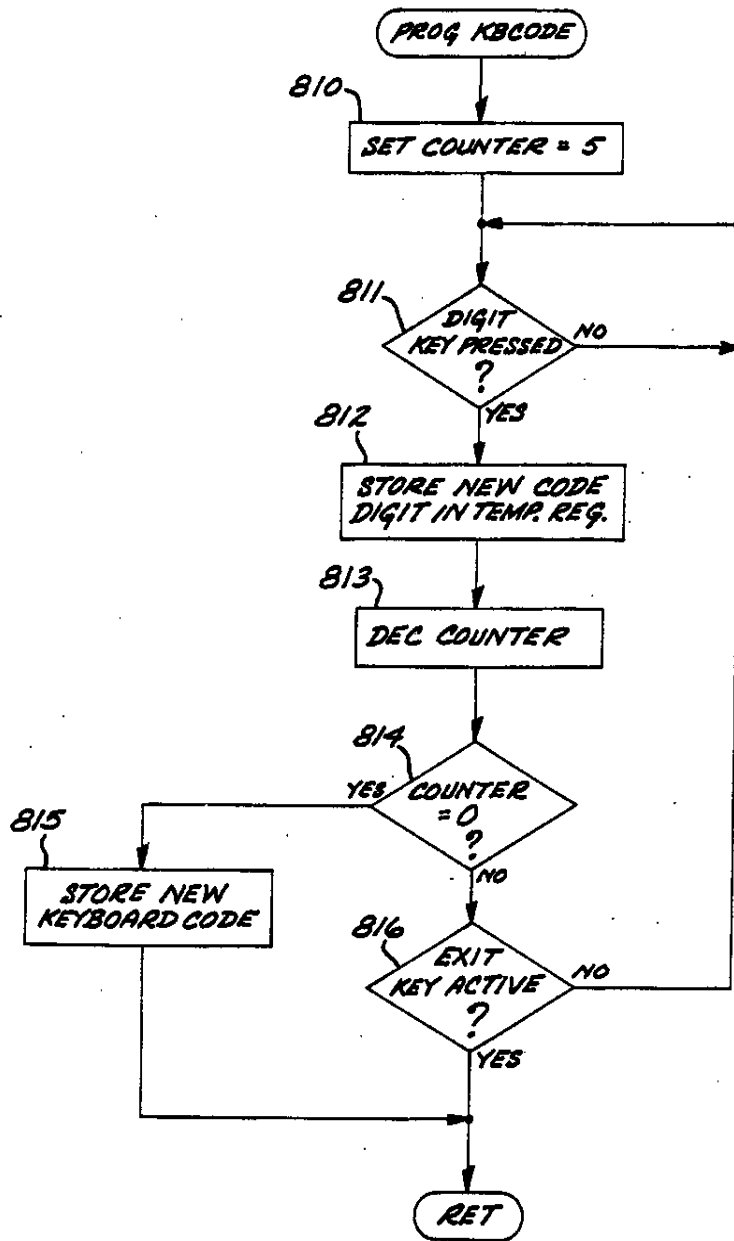 PROG KBCODE
810
SET COUNTER = 5
811
DIGIT
KEY PRESSED
?
NO
YES
812
STORE NEW CODE
DIGIT IN TEMP. REG.
813
DEC COUNTER
814
YES
COUNTER
= 0
?
NO
815
STORE NEW
KEYBOARD CODE
816
EXIT
KEY ACTIVE
?
NO
YES
RET